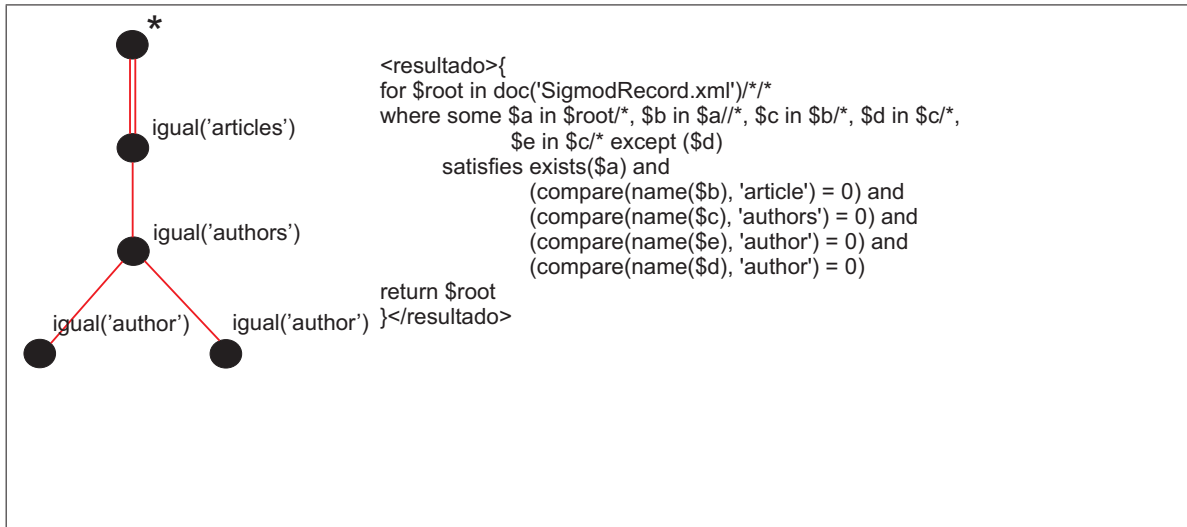 *
igual('articles')
igual('authors')
igual('author')
igual('author')
<resultado>{
for $root in doc('SigmodRecord.xml')/*/*
where some $a in $root/*, $b in $a//*, $c in $b/*, $d in $c/*,
$e in $c/* except ($d)
satisfies exists($a) and
(compare(name($b), 'article') = 0) and
(compare(name($c), 'authors') = 0) and
(compare(name($e), 'author') = 0) and
(compare(name($d), 'author') = 0)
return $root
}</resultado>